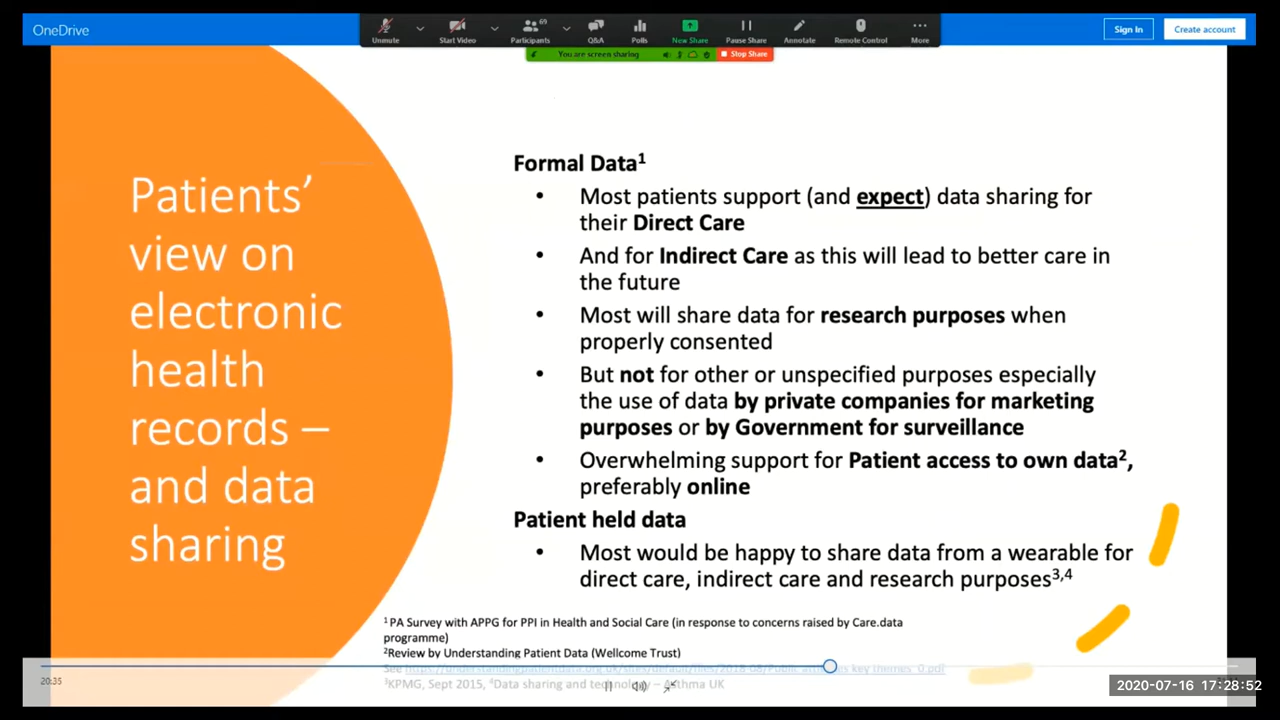 OneDrive
69
Unmute
Start Video
Participants
Q&A
Polls
New Share
Pause Share
Annotate
Remote Control
More
Sign In
Create account
You are screen sharing
Stop Share
Patients’
view on
electronic
health
records –
and data
sharing
Formal Data¹
• Most patients support (and expect) data sharing for
their Direct Care
• And for Indirect Care as this will lead to better care in
the future
• Most will share data for research purposes when
properly consented
• But not for other or unspecified purposes especially
the use of data by private companies for marketing
purposes or by Government for surveillance
• Overwhelming support for Patient access to own data²,
preferably online
Patient held data
• Most would be happy to share data from a wearable for
direct care, indirect care and research purposes³,⁴
¹PA Survey with APPG for PPI in Health and Social Care (in response to concerns raised by Care.data
programme)
²Review by Understanding Patient Data (Wellcome Trust)
See key themes_0.pdf
³KPMG, Sept 2015, ⁴Data sharing and – Asthma UK
20:35
2020-07-16 17:28:52